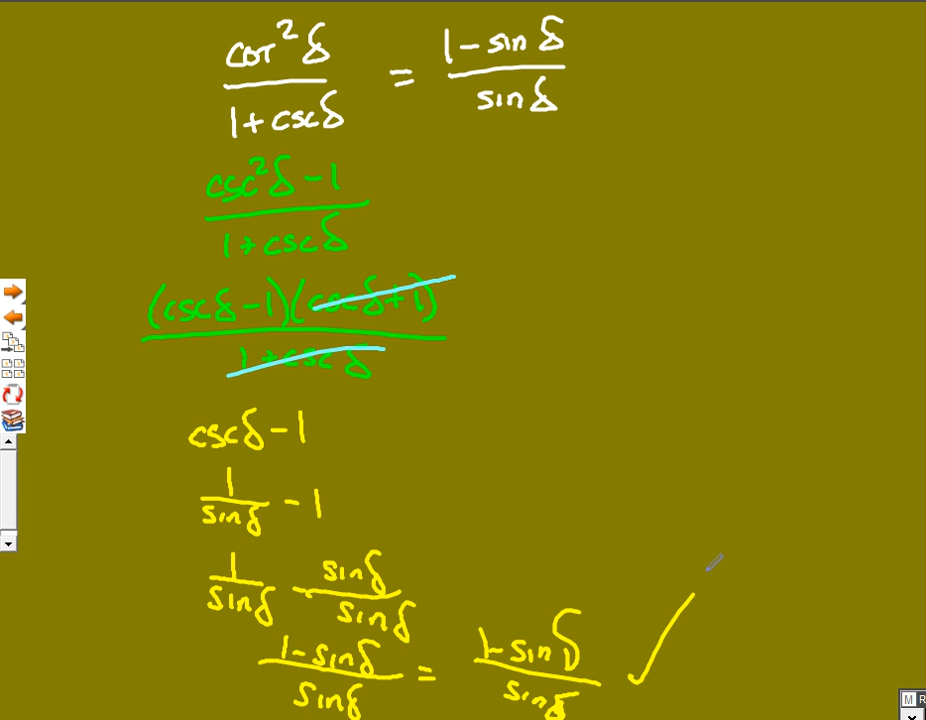 cot²δ / 1+cscδ = 1-sinδ / sinδ
csc²δ-1 / 1+cscδ
(cscδ-1)(cscδ+1) / 1+cscδ
cscδ-1
1/sinδ - 1
1/sinδ - sinδ/sinδ
1-sinδ / sinδ = 1-sinδ / sinδ ✓
M R